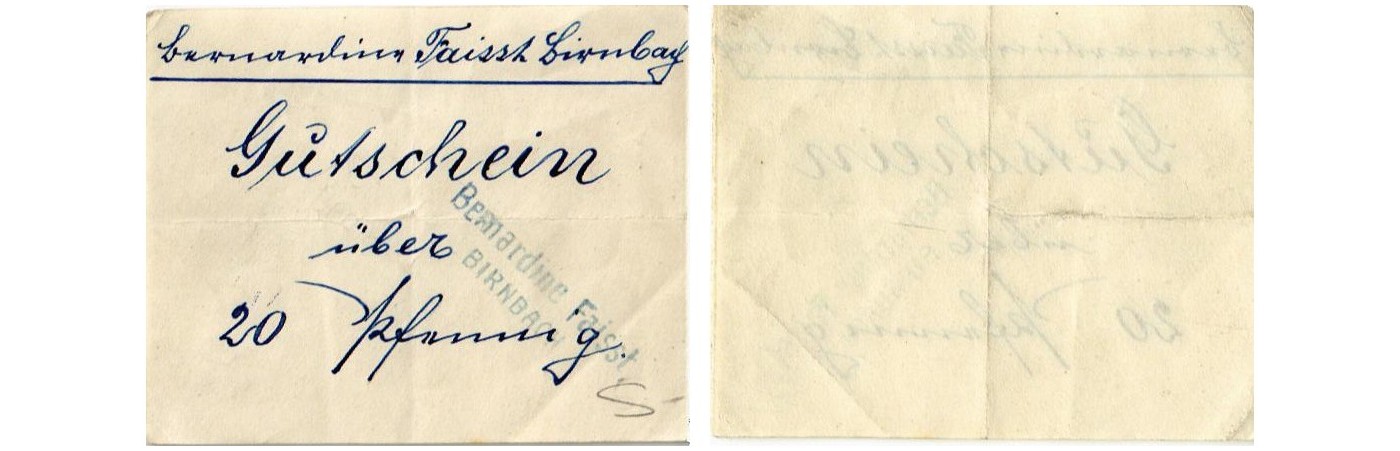 Bernardine Faisst Birnbach
Gutschein
über
20 Pfennig.
Bernardine Faisst,
BIRNBACH